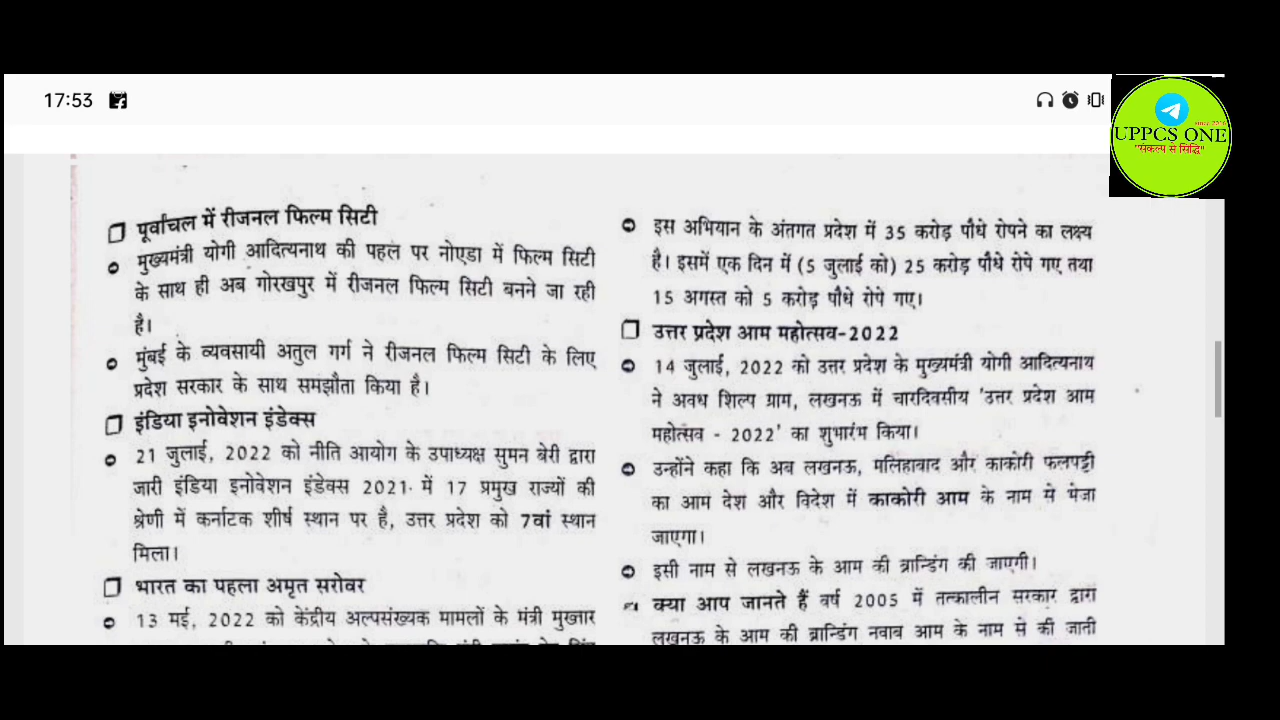 17:53
since 2016
UPPCS ONE
"संकल्प से सिद्धि"
पूर्वांचल में रीजनल फिल्म सिटी
मुख्यमंत्री योगी आदित्यनाथ की पहल पर नोएडा में फिल्म सिटी
के साथ ही अब गोरखपुर में रीजनल फिल्म सिटी बनने जा रही
है।
मुंबई के व्यवसायी अतुल गर्ग ने रीजनल फिल्म सिटी के लिए
प्रदेश सरकार के साथ समझौता किया है।
इंडिया इनोवेशन इंडेक्स
21 जुलाई, 2022 को नीति आयोग के उपाध्यक्ष सुमन बेरी द्वारा
जारी इंडिया इनोवेशन इंडेक्स 2021 में 17 प्रमुख राज्यों की
श्रेणी में कर्नाटक शीर्ष स्थान पर है, उत्तर प्रदेश को 7वां स्थान
मिला।
भारत का पहला अमृत सरोवर
13 मई, 2022 को केंद्रीय अल्पसंख्यक मामलों के मंत्री मुख्तार
इस अभियान के अंतगत प्रदेश में 35 करोड़ पौधे रोपने का लक्ष्य
है। इसमें एक दिन में (5 जुलाई को) 25 करोड़ पौधे रोपे गए तथा
15 अगस्त को 5 करोड़ पौधे रोपे गए।
उत्तर प्रदेश आम महोत्सव-2022
14 जुलाई, 2022 को उत्तर प्रदेश के मुख्यमंत्री योगी आदित्यनाथ
ने अवध शिल्प ग्राम, लखनऊ में चारदिवसीय 'उत्तर प्रदेश आम
महोत्सव - 2022' का शुभारंभ किया।
उन्होंने कहा कि अब लखनऊ, मलिहाबाद और काकोरी फलपट्टी
का आम देश और विदेश में काकोरी आम के नाम से भेजा
जाएगा।
इसी नाम से लखनऊ के आम की ब्रान्डिंग की जाएगी।
क्या आप जानते हैं वर्ष 2005 में तत्कालीन सरकार द्वारा
लखनऊ के आम की ब्रान्डिंग नवाब आम के नाम से की जाती